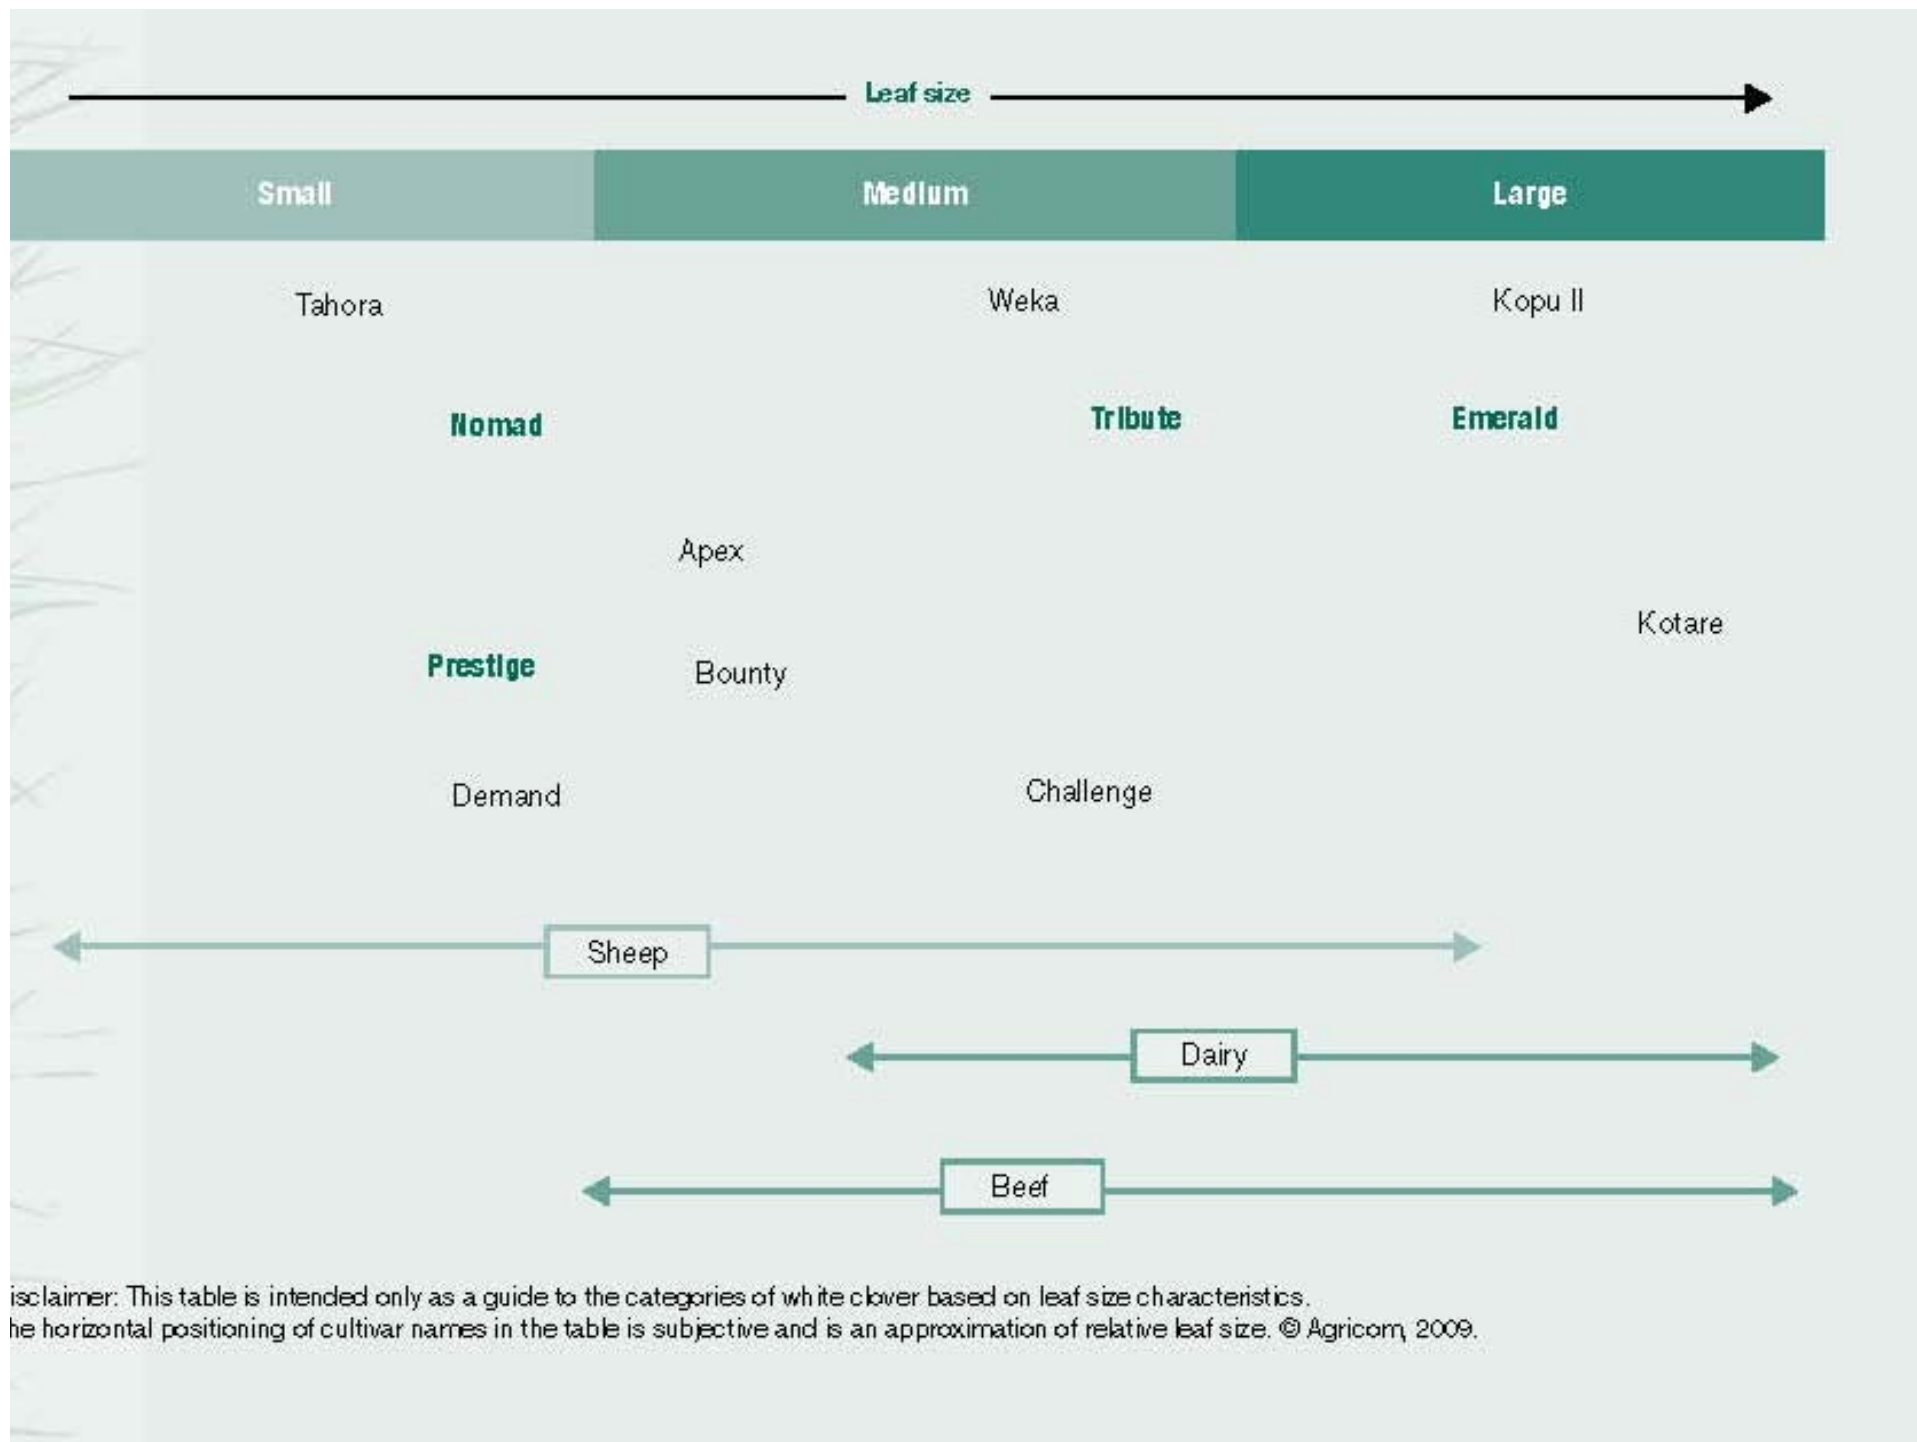 Leaf size
Small Medium Large
Tahora Weka Kopu II
Nomad Tribute Emerald
Apex
Kotare
Prestige Bounty
Demand Challenge
Sheep
Dairy
Beef
isclaimer: This table is intended only as a guide to the categories of white clover based on leaf size characteristics.
he horizontal positioning of cultivar names in the table is subjective and is an approximation of relative leaf size. © Agricom, 2009.